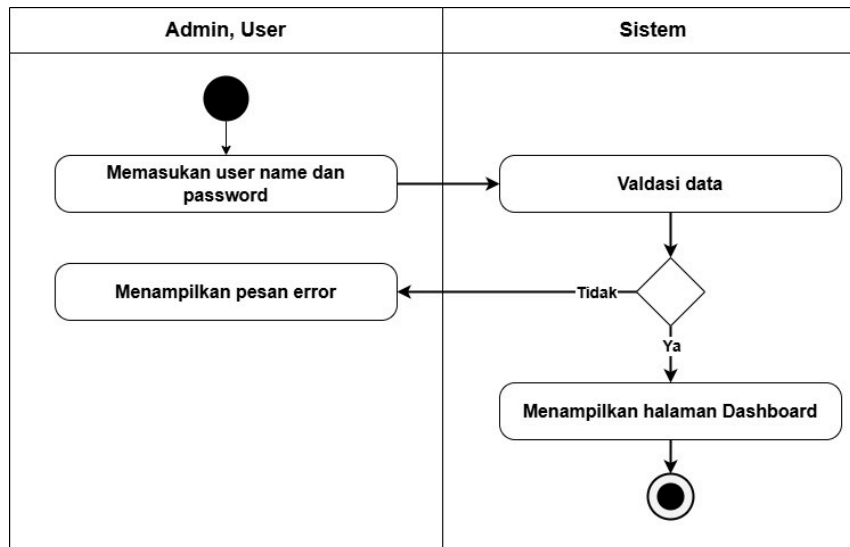 Admin, User
Sistem
Memasukan user name dan
password
Valdasi data
Menampilkan pesan error
Tidak
Ya
Menampilkan halaman Dashboard